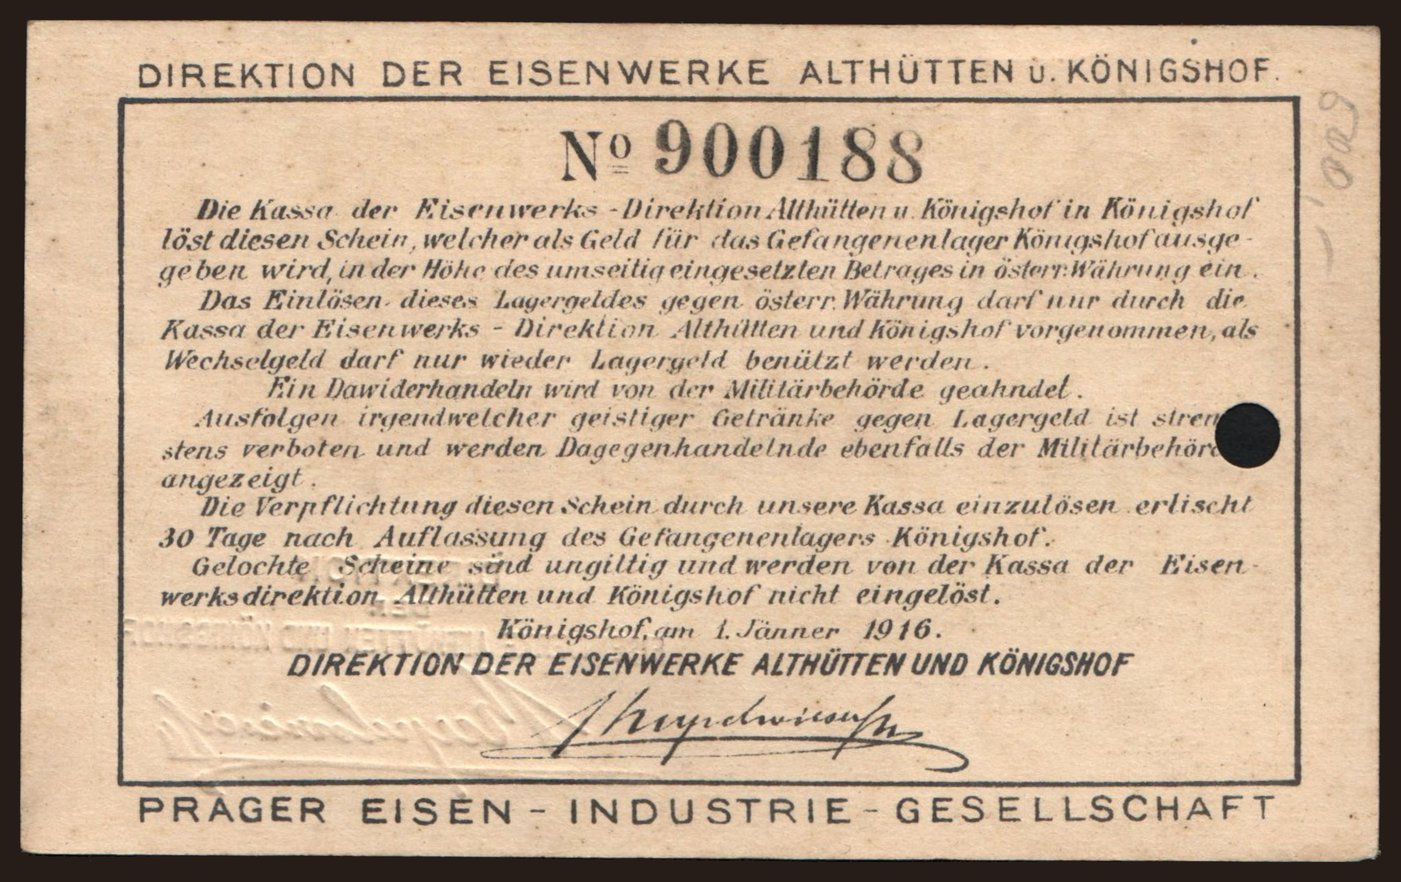 DIREKTION DER EISENWERKE ALTHÜTTEN u. KÖNIGSHOF.
No 900188
Die Kassa der Eisenwerks - Direktion Althütten u. Königshof in Königshof
löst diesen Schein, welcher als Geld für das Gefangenenlager Königshof ausge-
geben wird, in der Höhe des umseitig eingesetzten Betrages in österr. Währung ein.
Das Einlösen dieses Lagergeldes gegen österr. Währung darf nur durch die
Kassa der Eisenwerks - Direktion Althütten und Königshof vorgenommen, als
Wechselgeld darf nur wieder Lagergeld benützt werden.
Ein Dawiderhandeln wird von der Militärbehörde geahndet.
Ausfolgen irgendwelcher geistiger Getränke gegen Lagergeld ist stren
stens verboten und werden Dagegenhandelnde ebenfalls der Militärbehörd
angezeigt.
Die Verpflichtung diesen Schein durch unsere Kassa einzulösen erlischt
30 Tage nach Auflassung des Gefangenenlagers Königshof.
Gelochte Scheine sind ungiltig und werden von der Kassa der Eisen-
werksdirektion Althütten und Königshof nicht eingelöst.
Königshof, am 1. Jänner 1916.
DIREKTION DER EISENWERKE ALTHÜTTEN UND KÖNIGSHOF
PRAGER EISEN - INDUSTRIE - GESELLSCHAFT